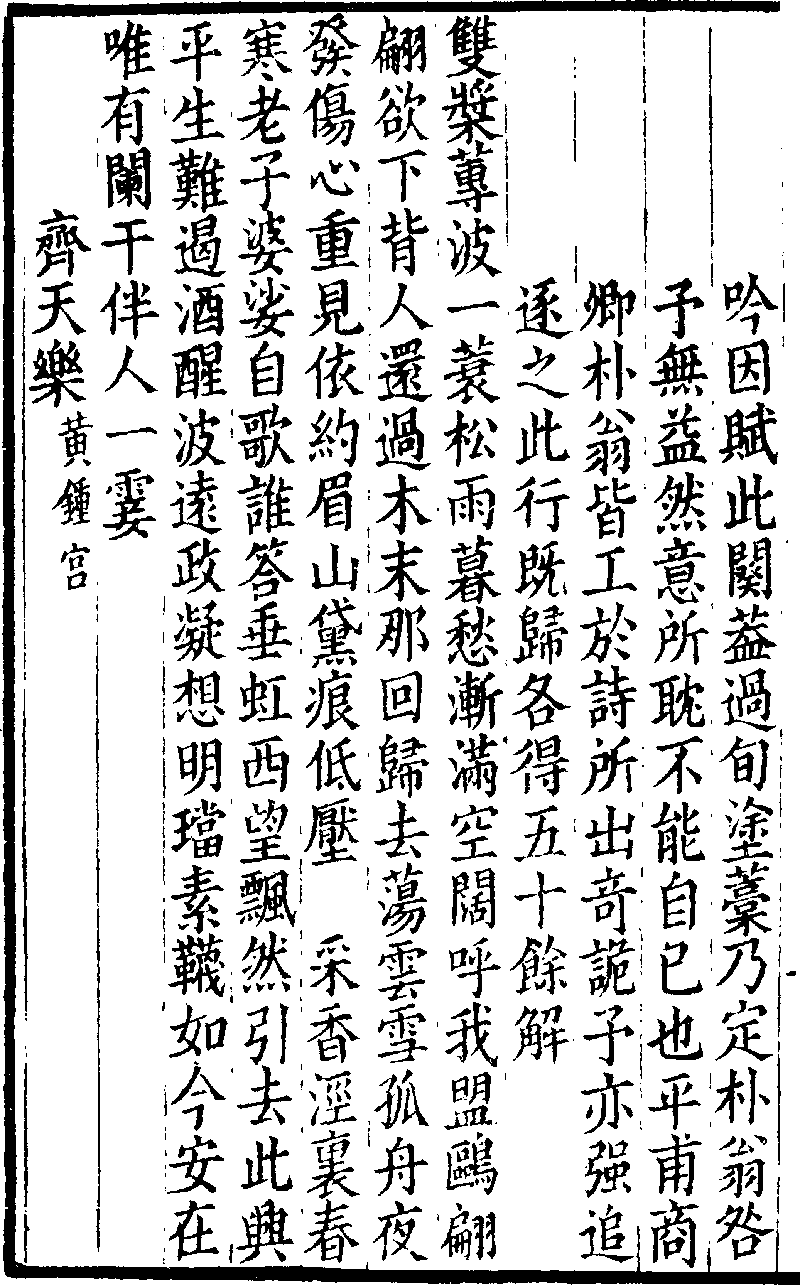 吟因賦此闋葢過旬塗藁乃定朴翁咎
予無益然意所耽不能自已也平甫商
卿朴翁皆工於詩所出竒詭予亦强追
逐之此行既歸各得五十餘解
雙槳蓴波一蓑松雨暮愁漸滿空闊呼我盟鷗翩
翩欲下背人還過木末那回歸去蕩雲雪孤舟夜
發傷心重見依約眉山黛痕低壓　采香涇裏春
寒老子婆娑自歌誰答垂虹西望飄然引去此興
平生難遏酒醒波遠政凝想明璫素韈如今安在
唯有闌干伴人一霎
齊天樂黃鍾宮